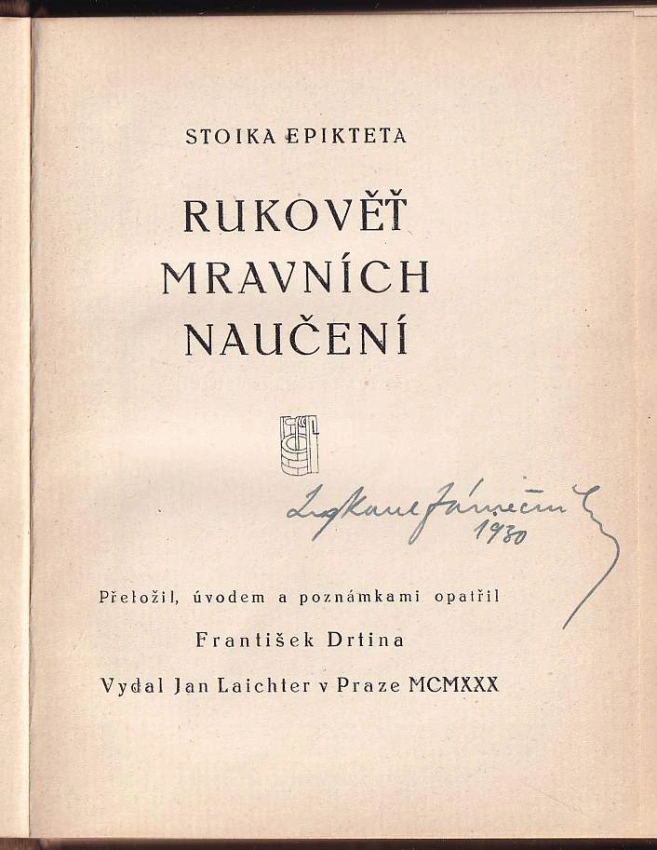 STOIKA EPIKTETA
RUKOVĚŤ
MRAVNÍCH
NAUČENÍ
1930
Přeložil, úvodem a poznámkami opatřil
František Drtina
Vydal Jan Laichter v Praze MCMXXX